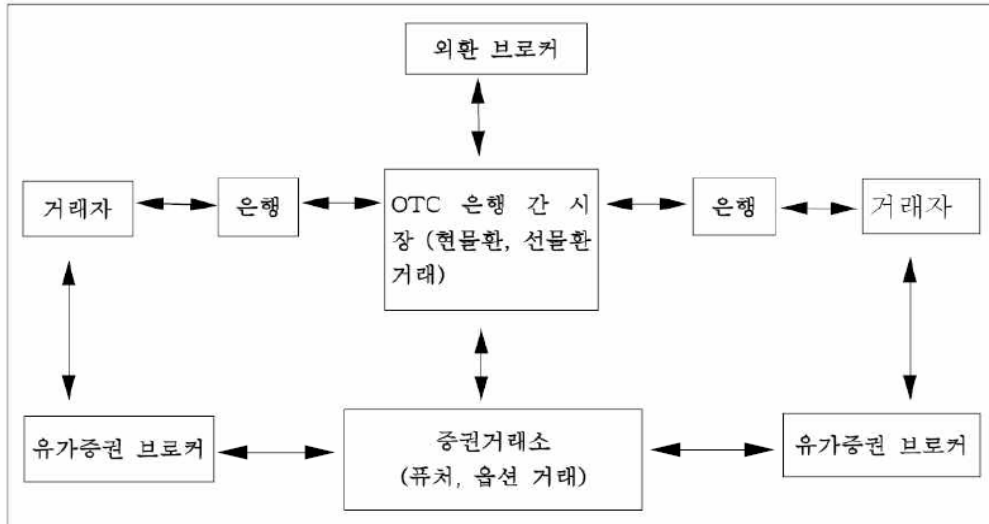 외환 브로커
거래자
은행
OTC 은행 간 시
장 (현물환, 선물환
거래)
은행
거래자
유가증권 브로커
증권거래소
(퓨처, 옵션 거래)
유가증권 브로커